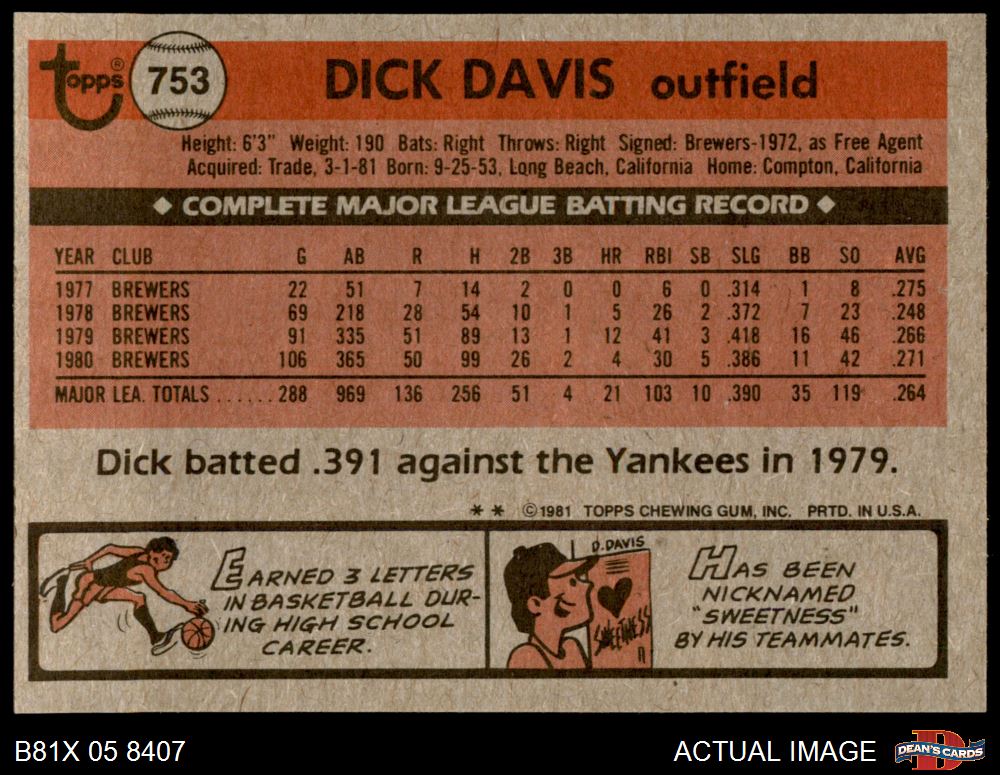 Topps®
753
DICK DAVIS outfield
Height: 6'3" Weight: 190 Bats: Right Throws: Right Signed: Brewers-1972, as Free Agent
Acquired: Trade, 3-1-81 Born: 9-25-53, Long Beach, California Home: Compton, California
◆ COMPLETE MAJOR LEAGUE BATTING RECORD ◆
YEAR CLUB G AB R H 2B 3B HR RBI SB SLG BB SO AVG
1977 BREWERS 22 51 7 14 2 0 0 6 0 .314 1 8 .275
1978 BREWERS 69 218 28 54 10 1 5 26 2 .372 7 23 .248
1979 BREWERS 91 335 51 89 13 1 12 41 3 .418 16 46 .266
1980 BREWERS 106 365 50 99 26 2 4 30 5 .386 11 42 .271
MAJOR LEA. TOTALS ...... 288 969 136 256 51 4 21 103 10 .390 35 119 .264
Dick batted .391 against the Yankees in 1979.
** ©1981 TOPPS CHEWING GUM, INC. PRTD. IN U.S.A.
EARNED 3 LETTERS
IN BASKETBALL DUR-
ING HIGH SCHOOL
CAREER.
D. DAVIS
SWEETNESS
HAS BEEN
NICKNAMED
"SWEETNESS"
BY HIS TEAMMATES.
B81X 05 8407
ACTUAL IMAGE
DEAN'S CARDS